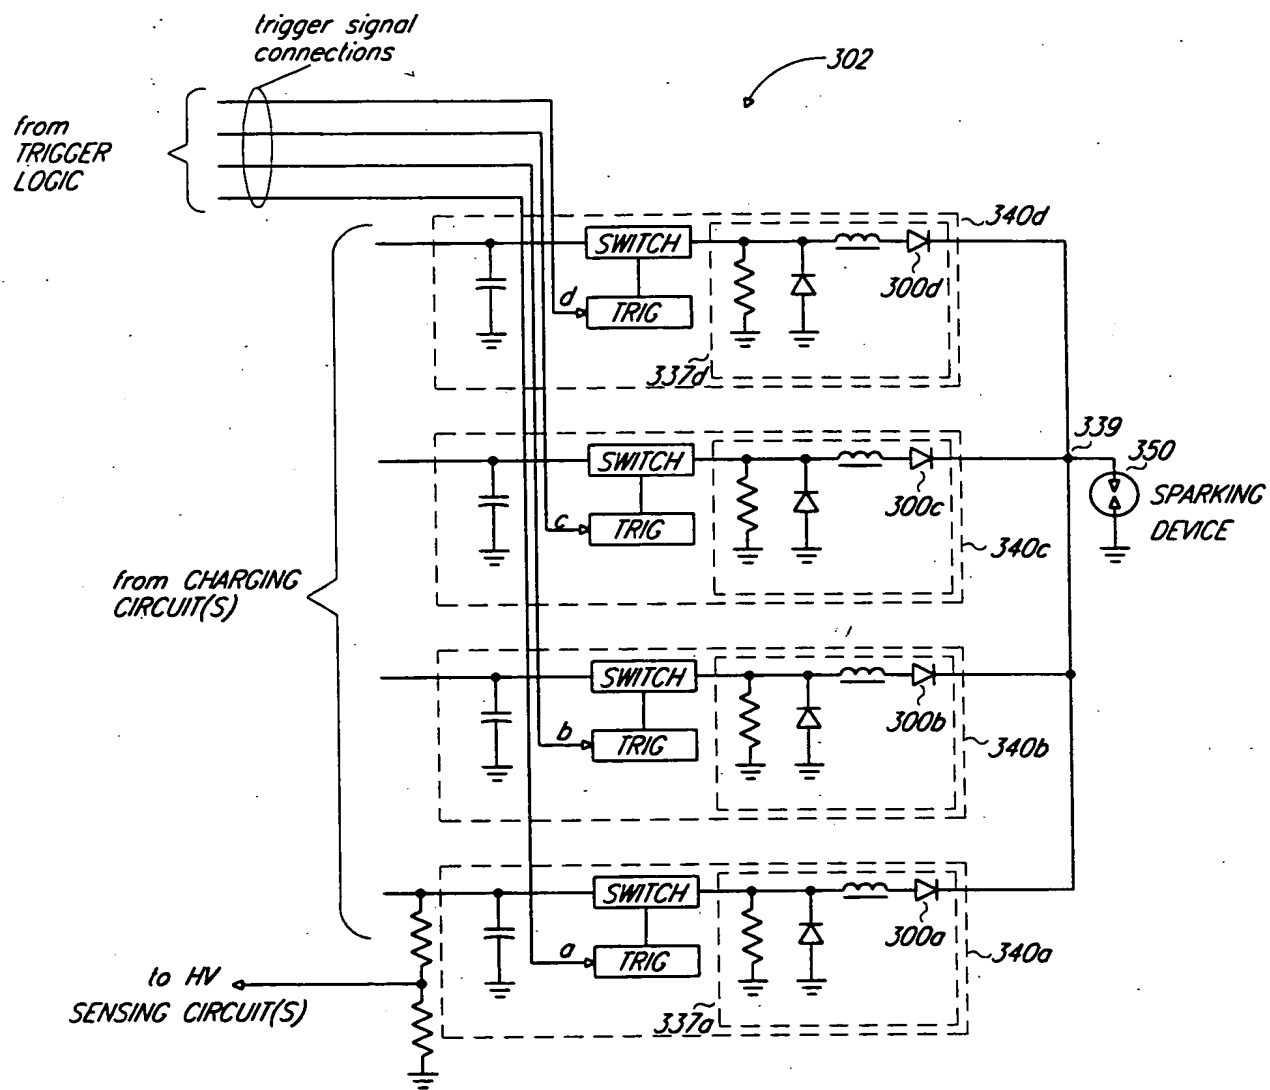 trigger signal
connections
302
from
TRIGGER
LOGIC
340d
SWITCH
300d
d
TRIG
337d
339
350
SWITCH
300c
SPARKING
DEVICE
c
TRIG
340c
from CHARGING
CIRCUIT(S)
SWITCH
300b
b
TRIG
340b
SWITCH
300a
a
TRIG
340a
to HV
SENSING CIRCUIT(S)
337a